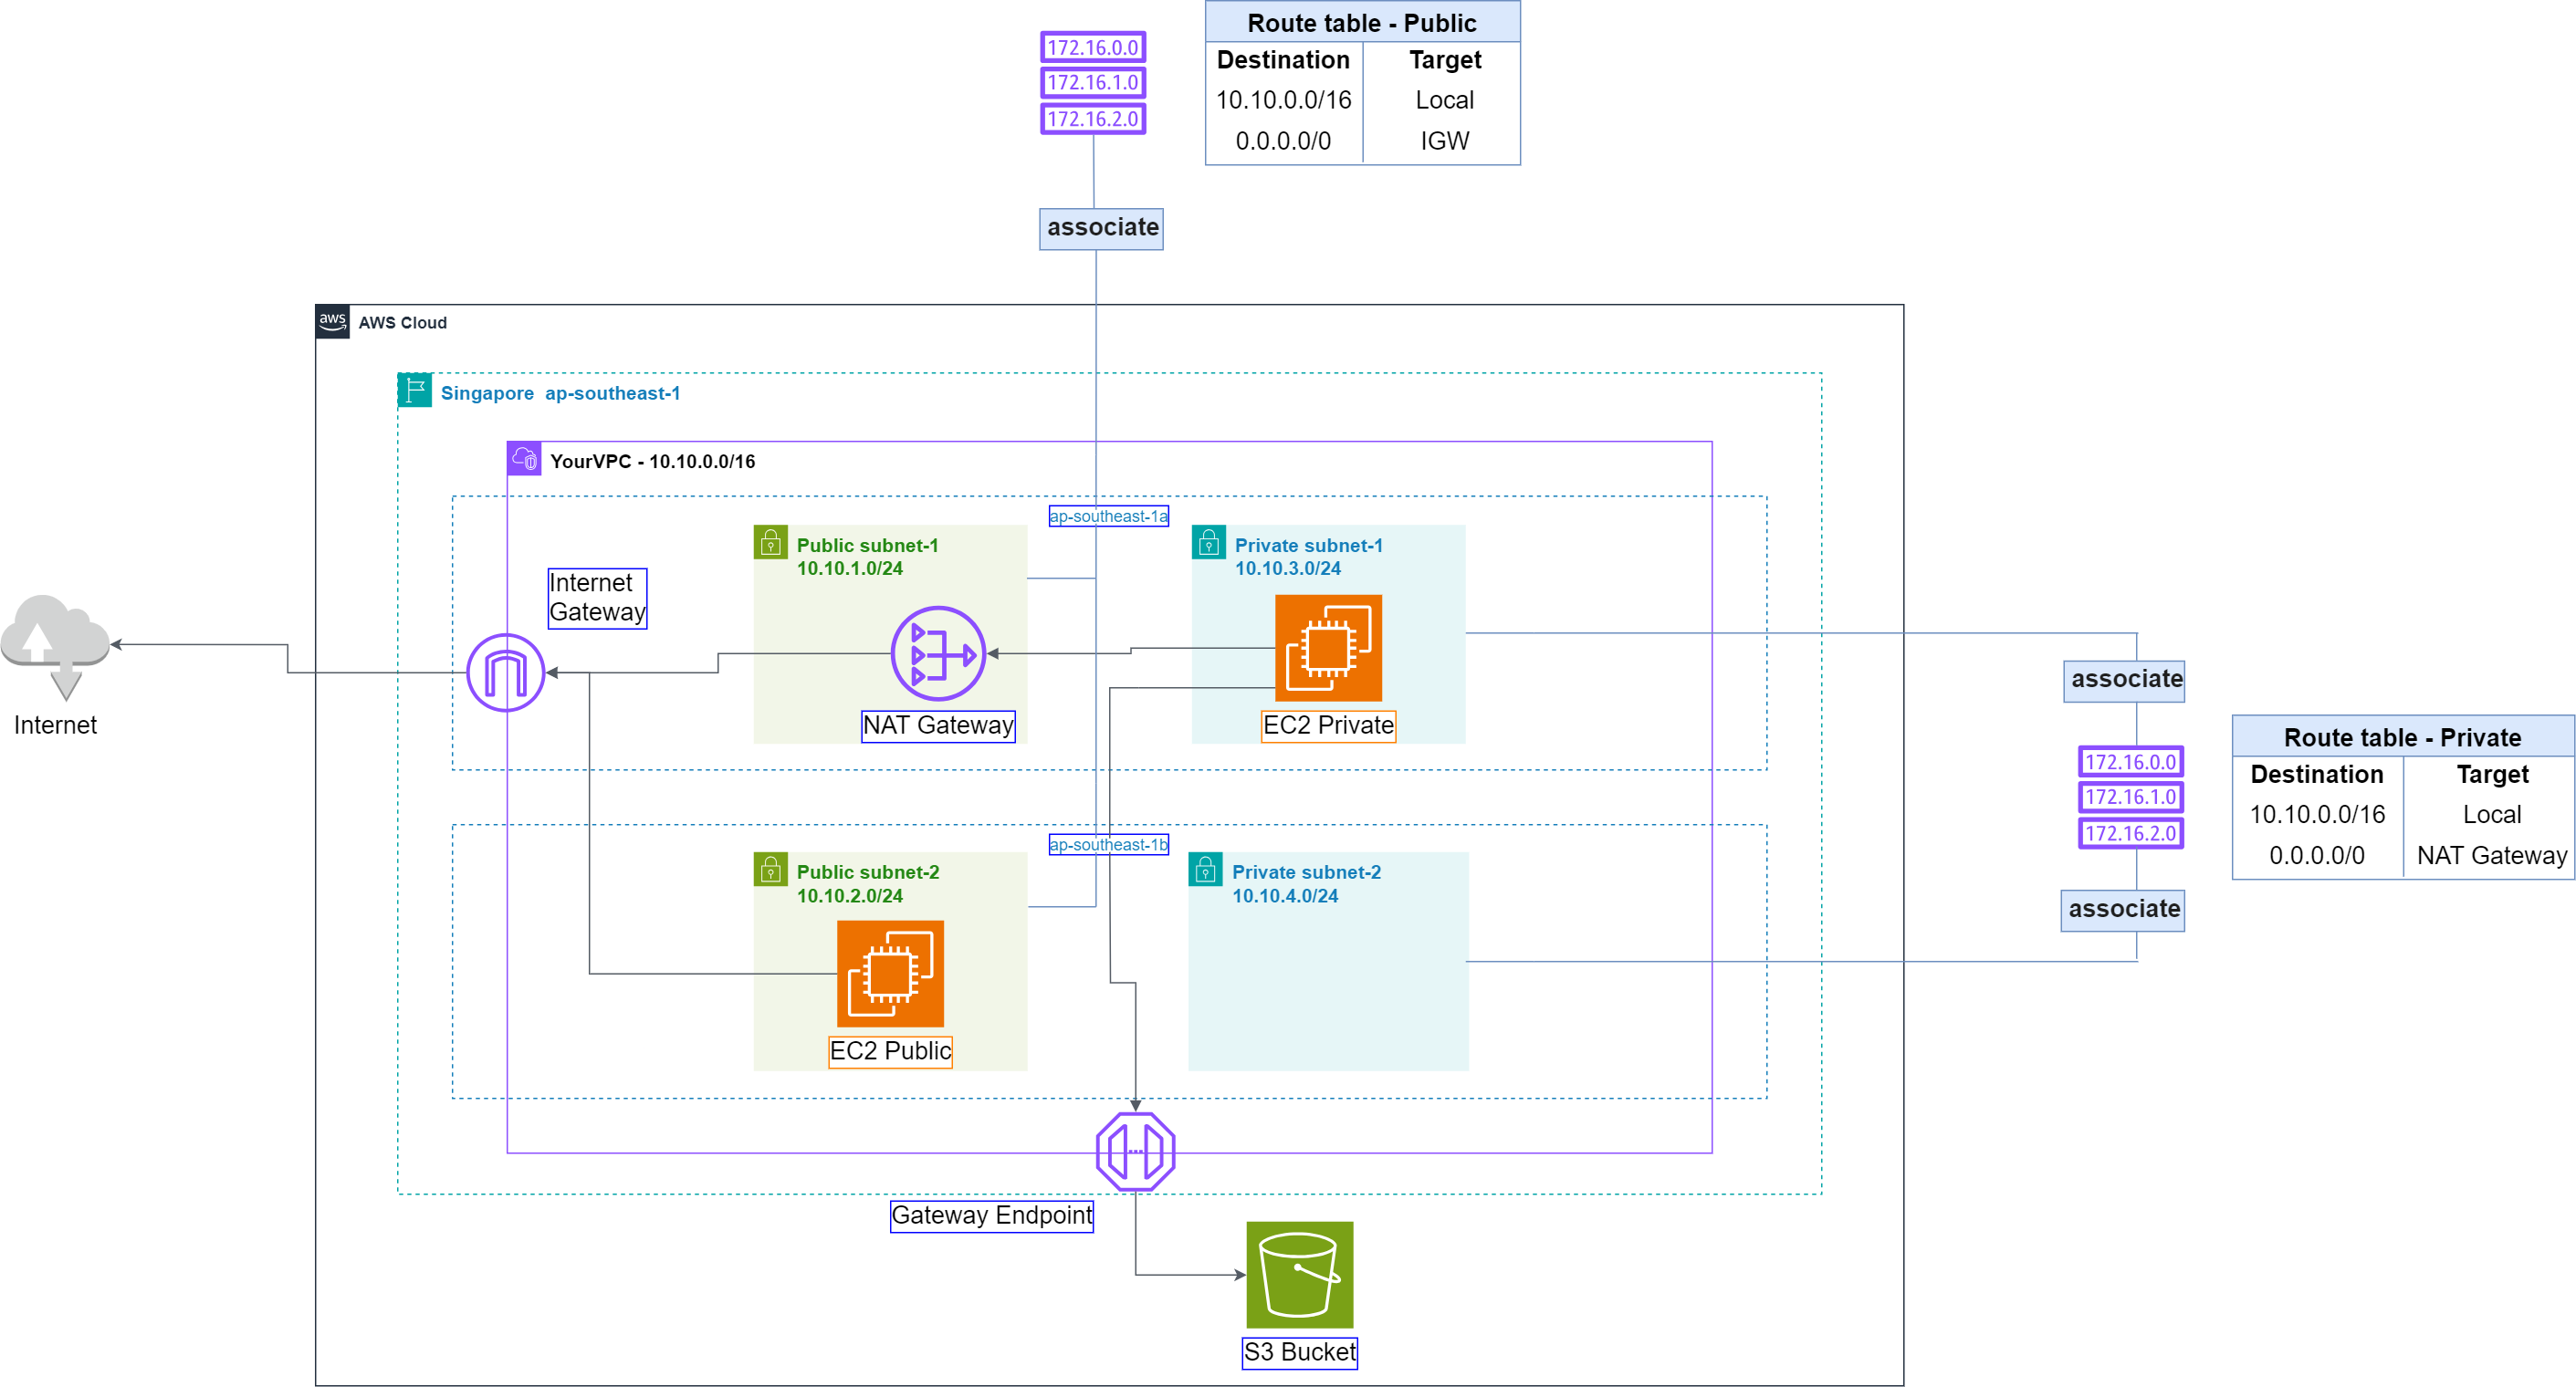 172.16.0.0
172.16.1.0
172.16.2.0
Route table - Public
Destination Target
10.10.0.0/16 Local
0.0.0.0/0 IGW
associate
aws
AWS Cloud
Singapore ap-southeast-1
YourVPC - 10.10.0.0/16
ap-southeast-1a
Public subnet-1
10.10.1.0/24
Private subnet-1
10.10.3.0/24
Internet
Gateway
NAT Gateway
EC2 Private
Internet
associate
172.16.0.0
172.16.1.0
172.16.2.0
associate
Route table - Private
Destination Target
10.10.0.0/16 Local
0.0.0.0/0 NAT Gateway
ap-southeast-1b
Public subnet-2
10.10.2.0/24
Private subnet-2
10.10.4.0/24
EC2 Public
Gateway Endpoint
S3 Bucket